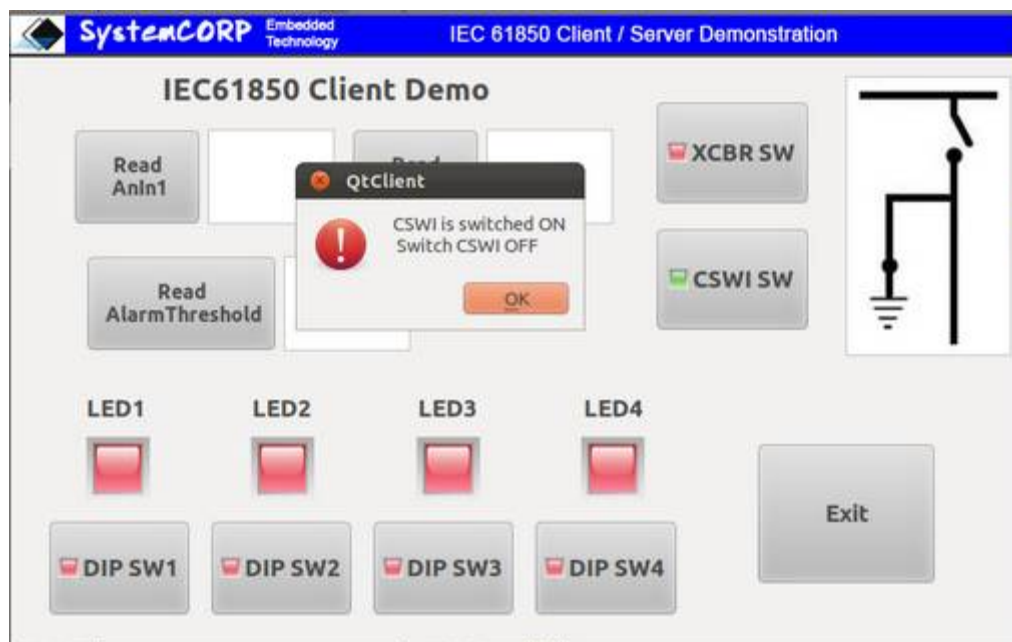 SystemCORP Embedded Technology IEC 61850 Client / Server Demonstration
IEC61850 Client Demo
Read
AnIn1
XCBR SW
QtClient
CSWI is switched ON
Switch CSWI OFF
OK
Read
AlarmThreshold
CSWI SW
LED1 LED2 LED3 LED4
Exit
DIP SW1 DIP SW2 DIP SW3 DIP SW4